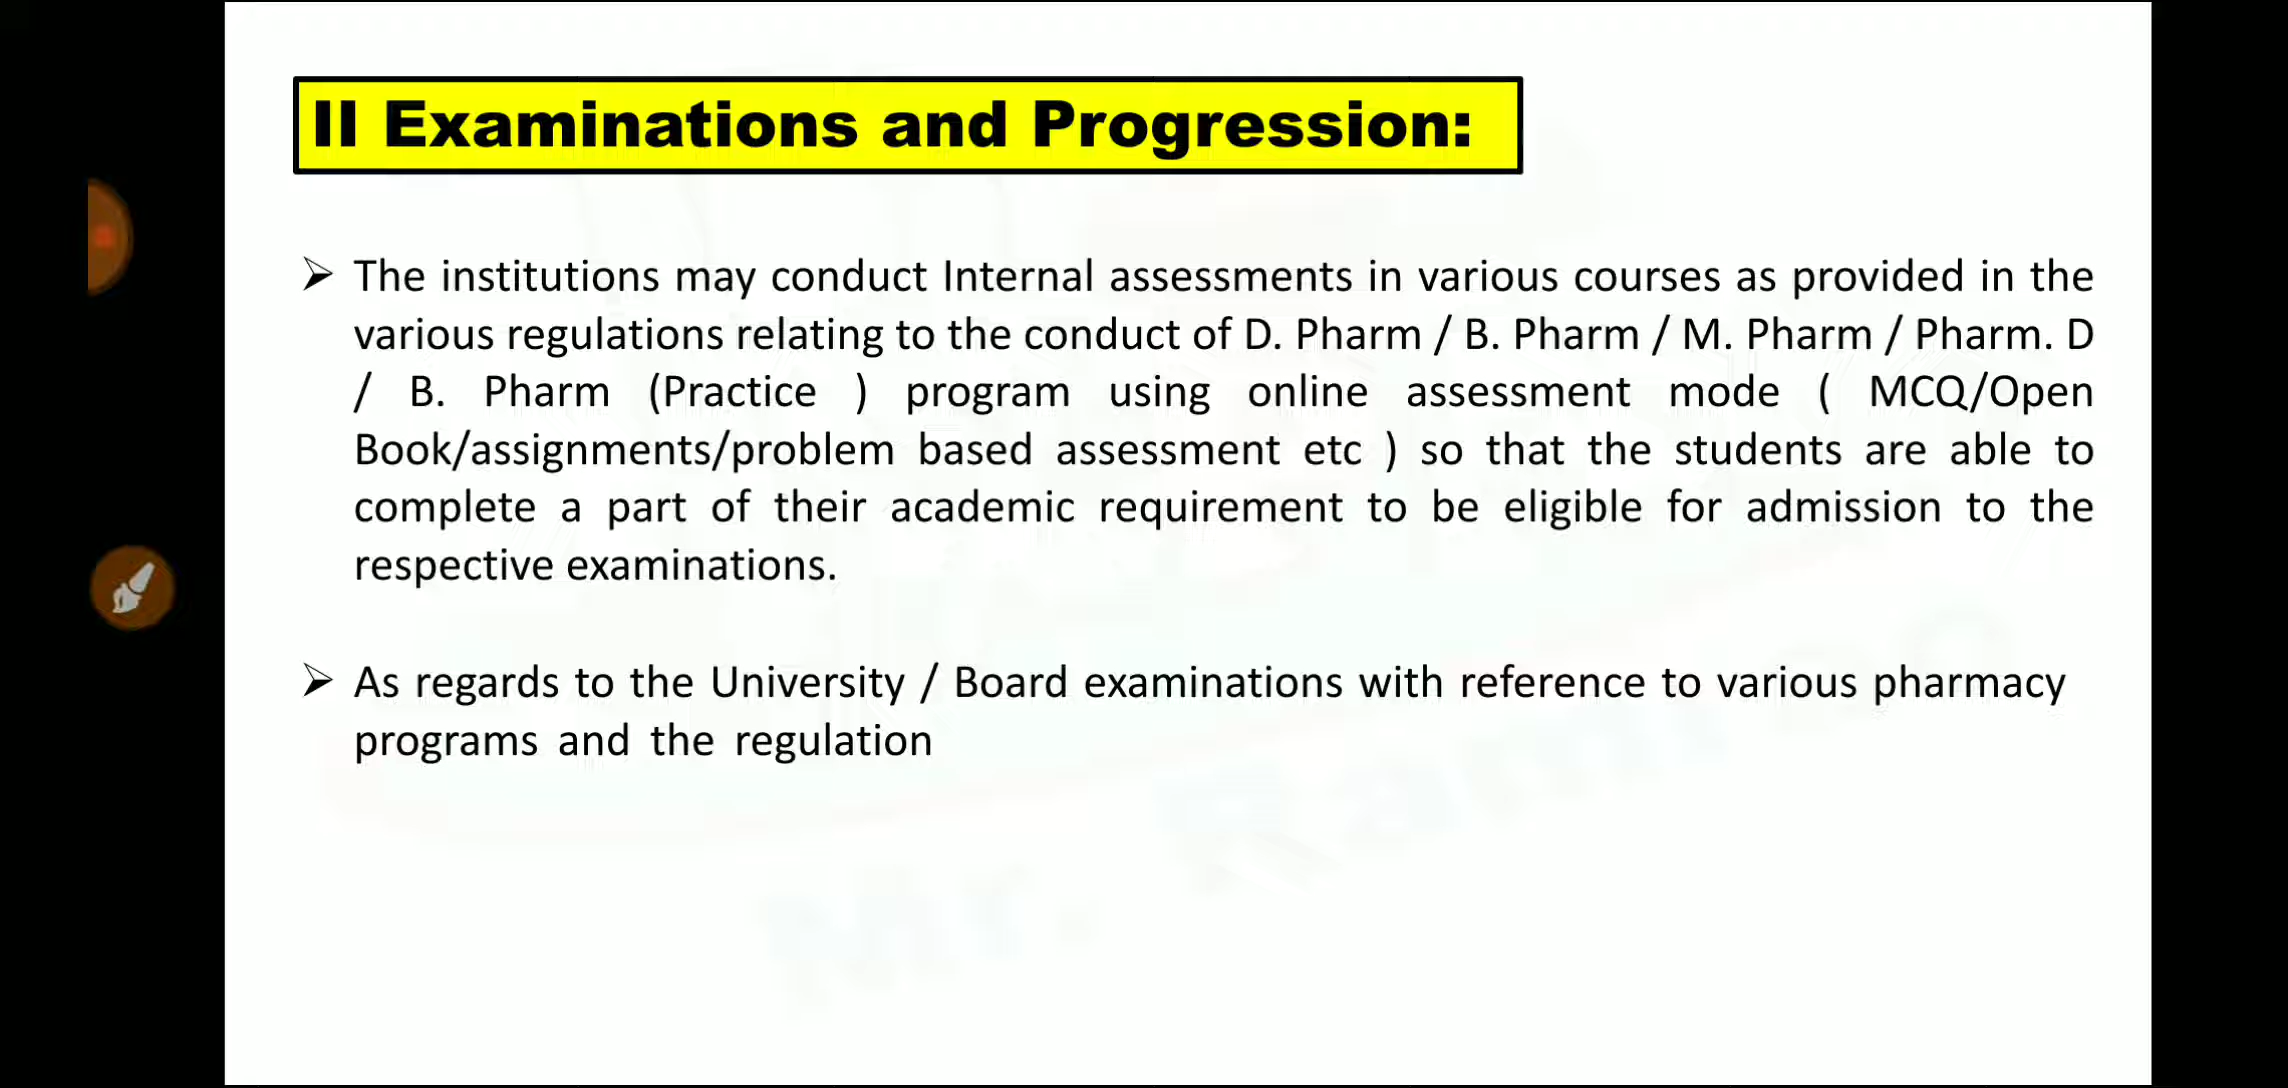 II Examinations and Progression:
➢ The institutions may conduct Internal assessments in various courses as provided in the
various regulations relating to the conduct of D. Pharm / B. Pharm / M. Pharm / Pharm. D
/ B. Pharm (Practice ) program using online assessment mode ( MCQ/Open
Book/assignments/problem based assessment etc ) so that the students are able to
complete a part of their academic requirement to be eligible for admission to the
respective examinations.
➢ As regards to the University / Board examinations with reference to various pharmacy
programs and the regulation
Mr.